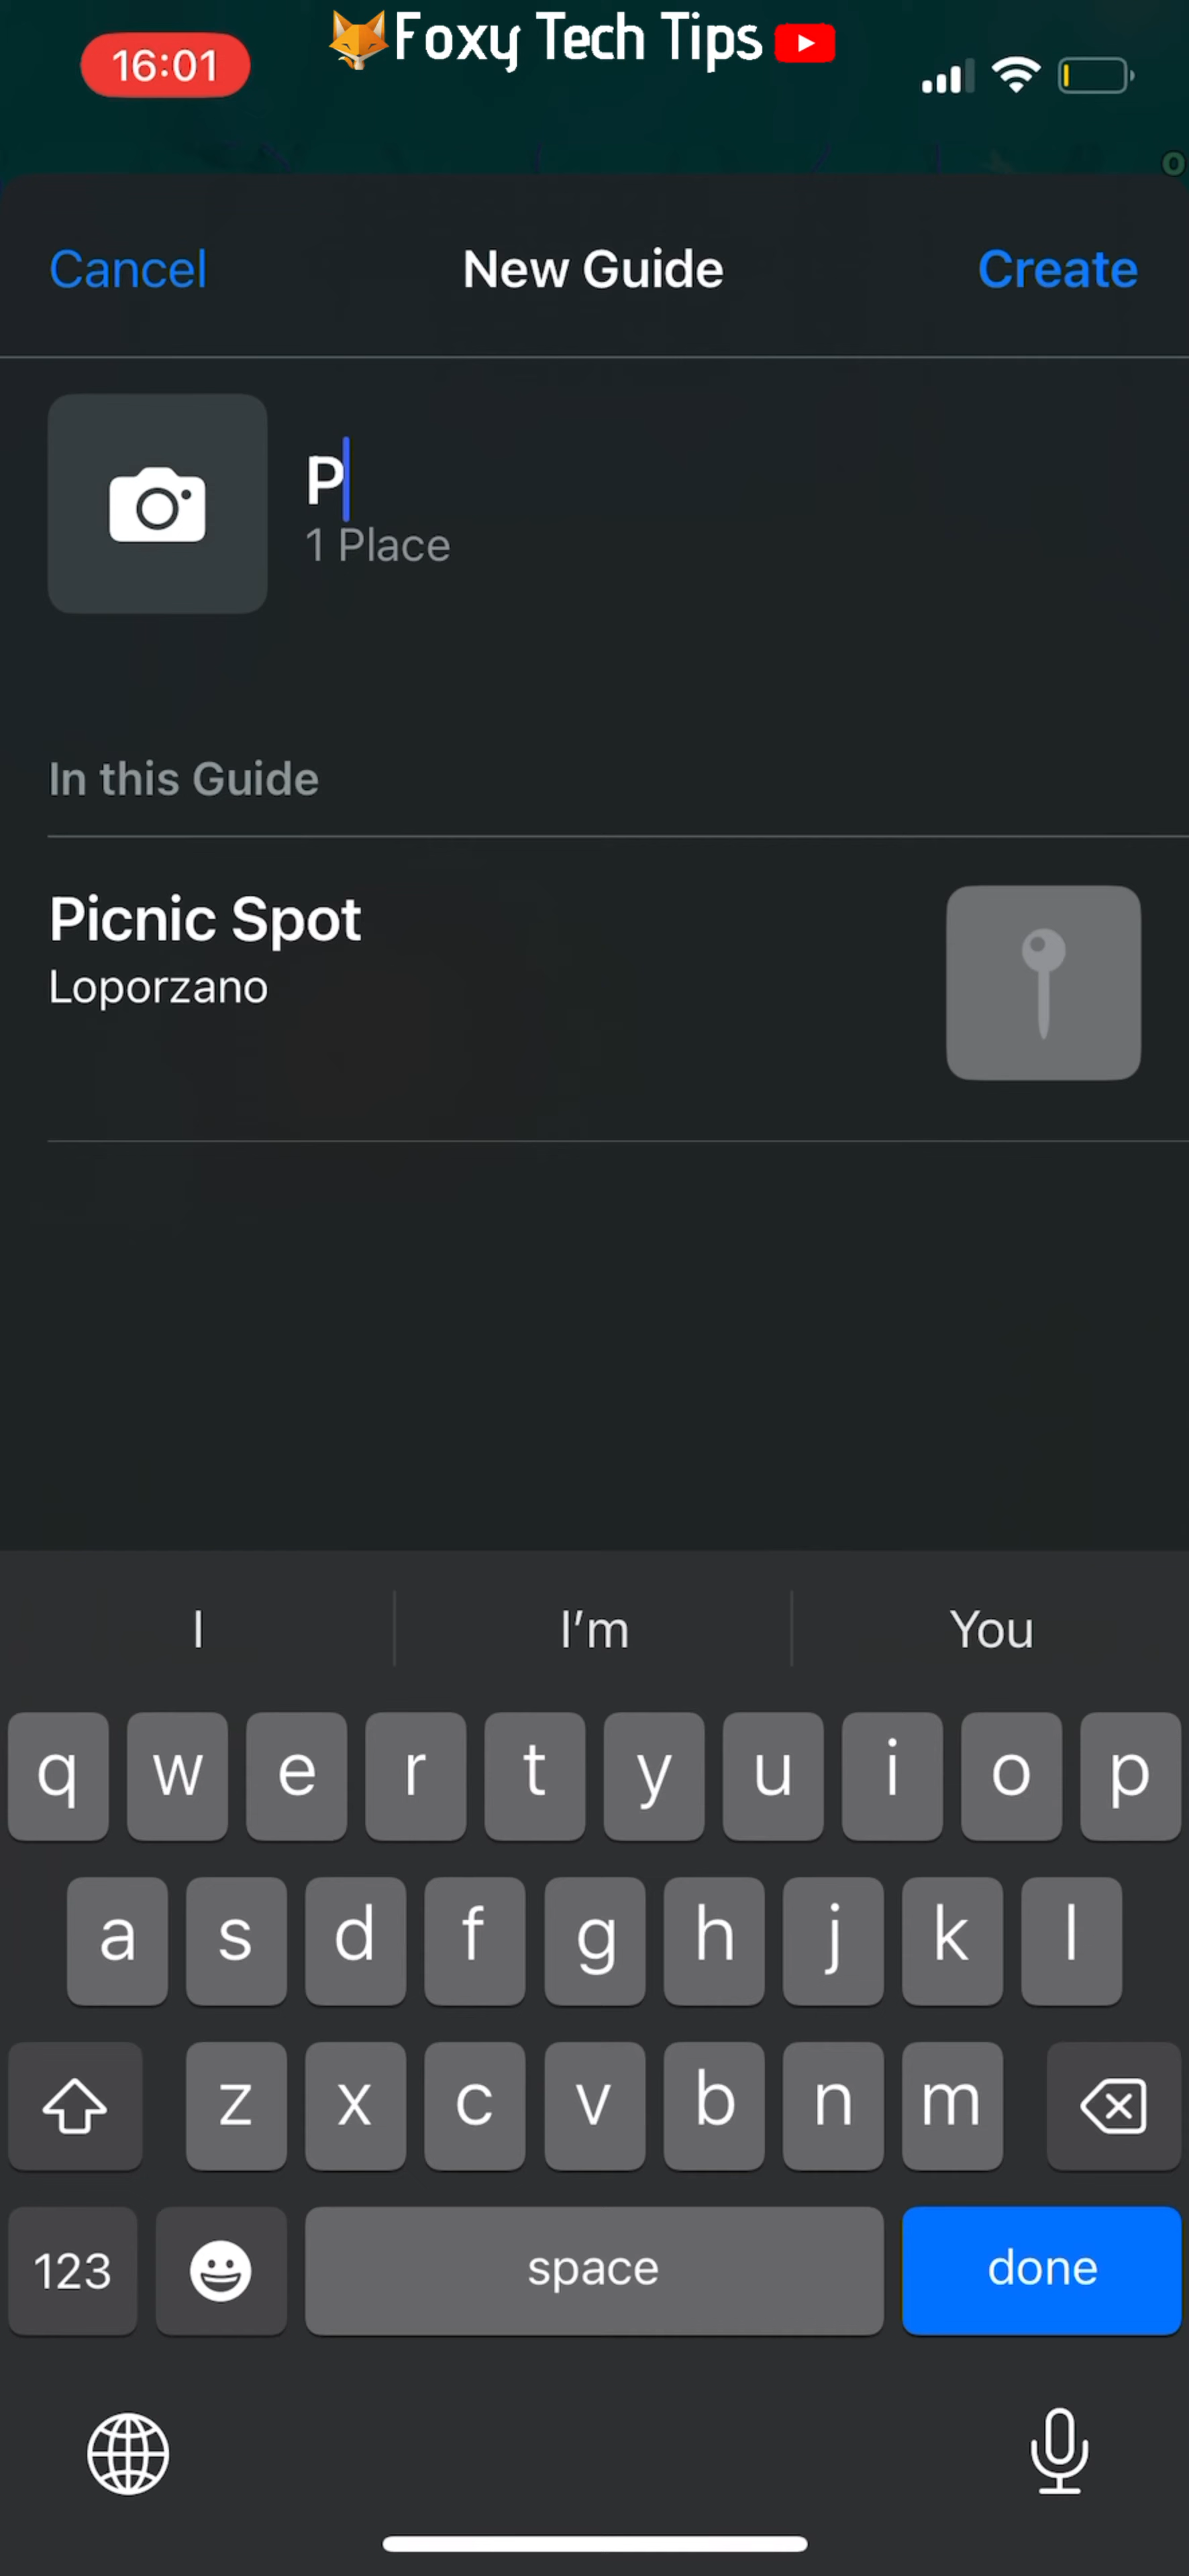 16:01
Foxy Tech Tips
Cancel
New Guide
Create
P
1 Place
In this Guide
Picnic Spot
Loporzano
I
I'm
You
q w e r t y u i o p
a s d f g h j k l
z x c v b n m
123
space
done